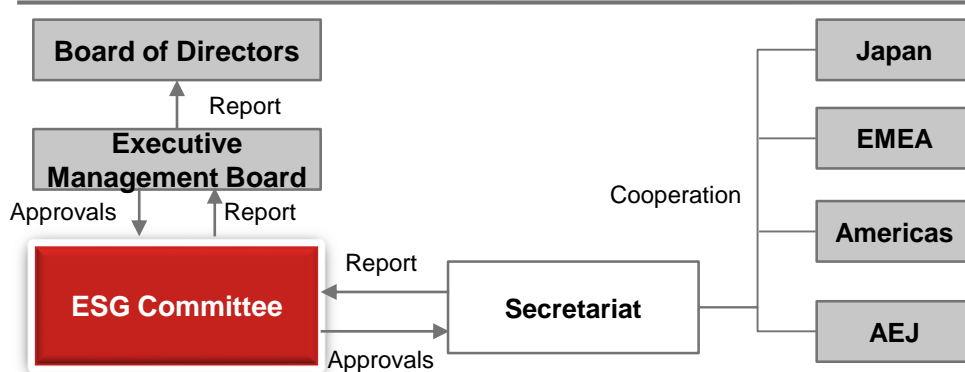 Board of Directors
Report
Executive
Management Board
Approvals
Report
ESG Committee
Report
Approvals
Secretariat
Cooperation
Japan
EMEA
Americas
AEJ